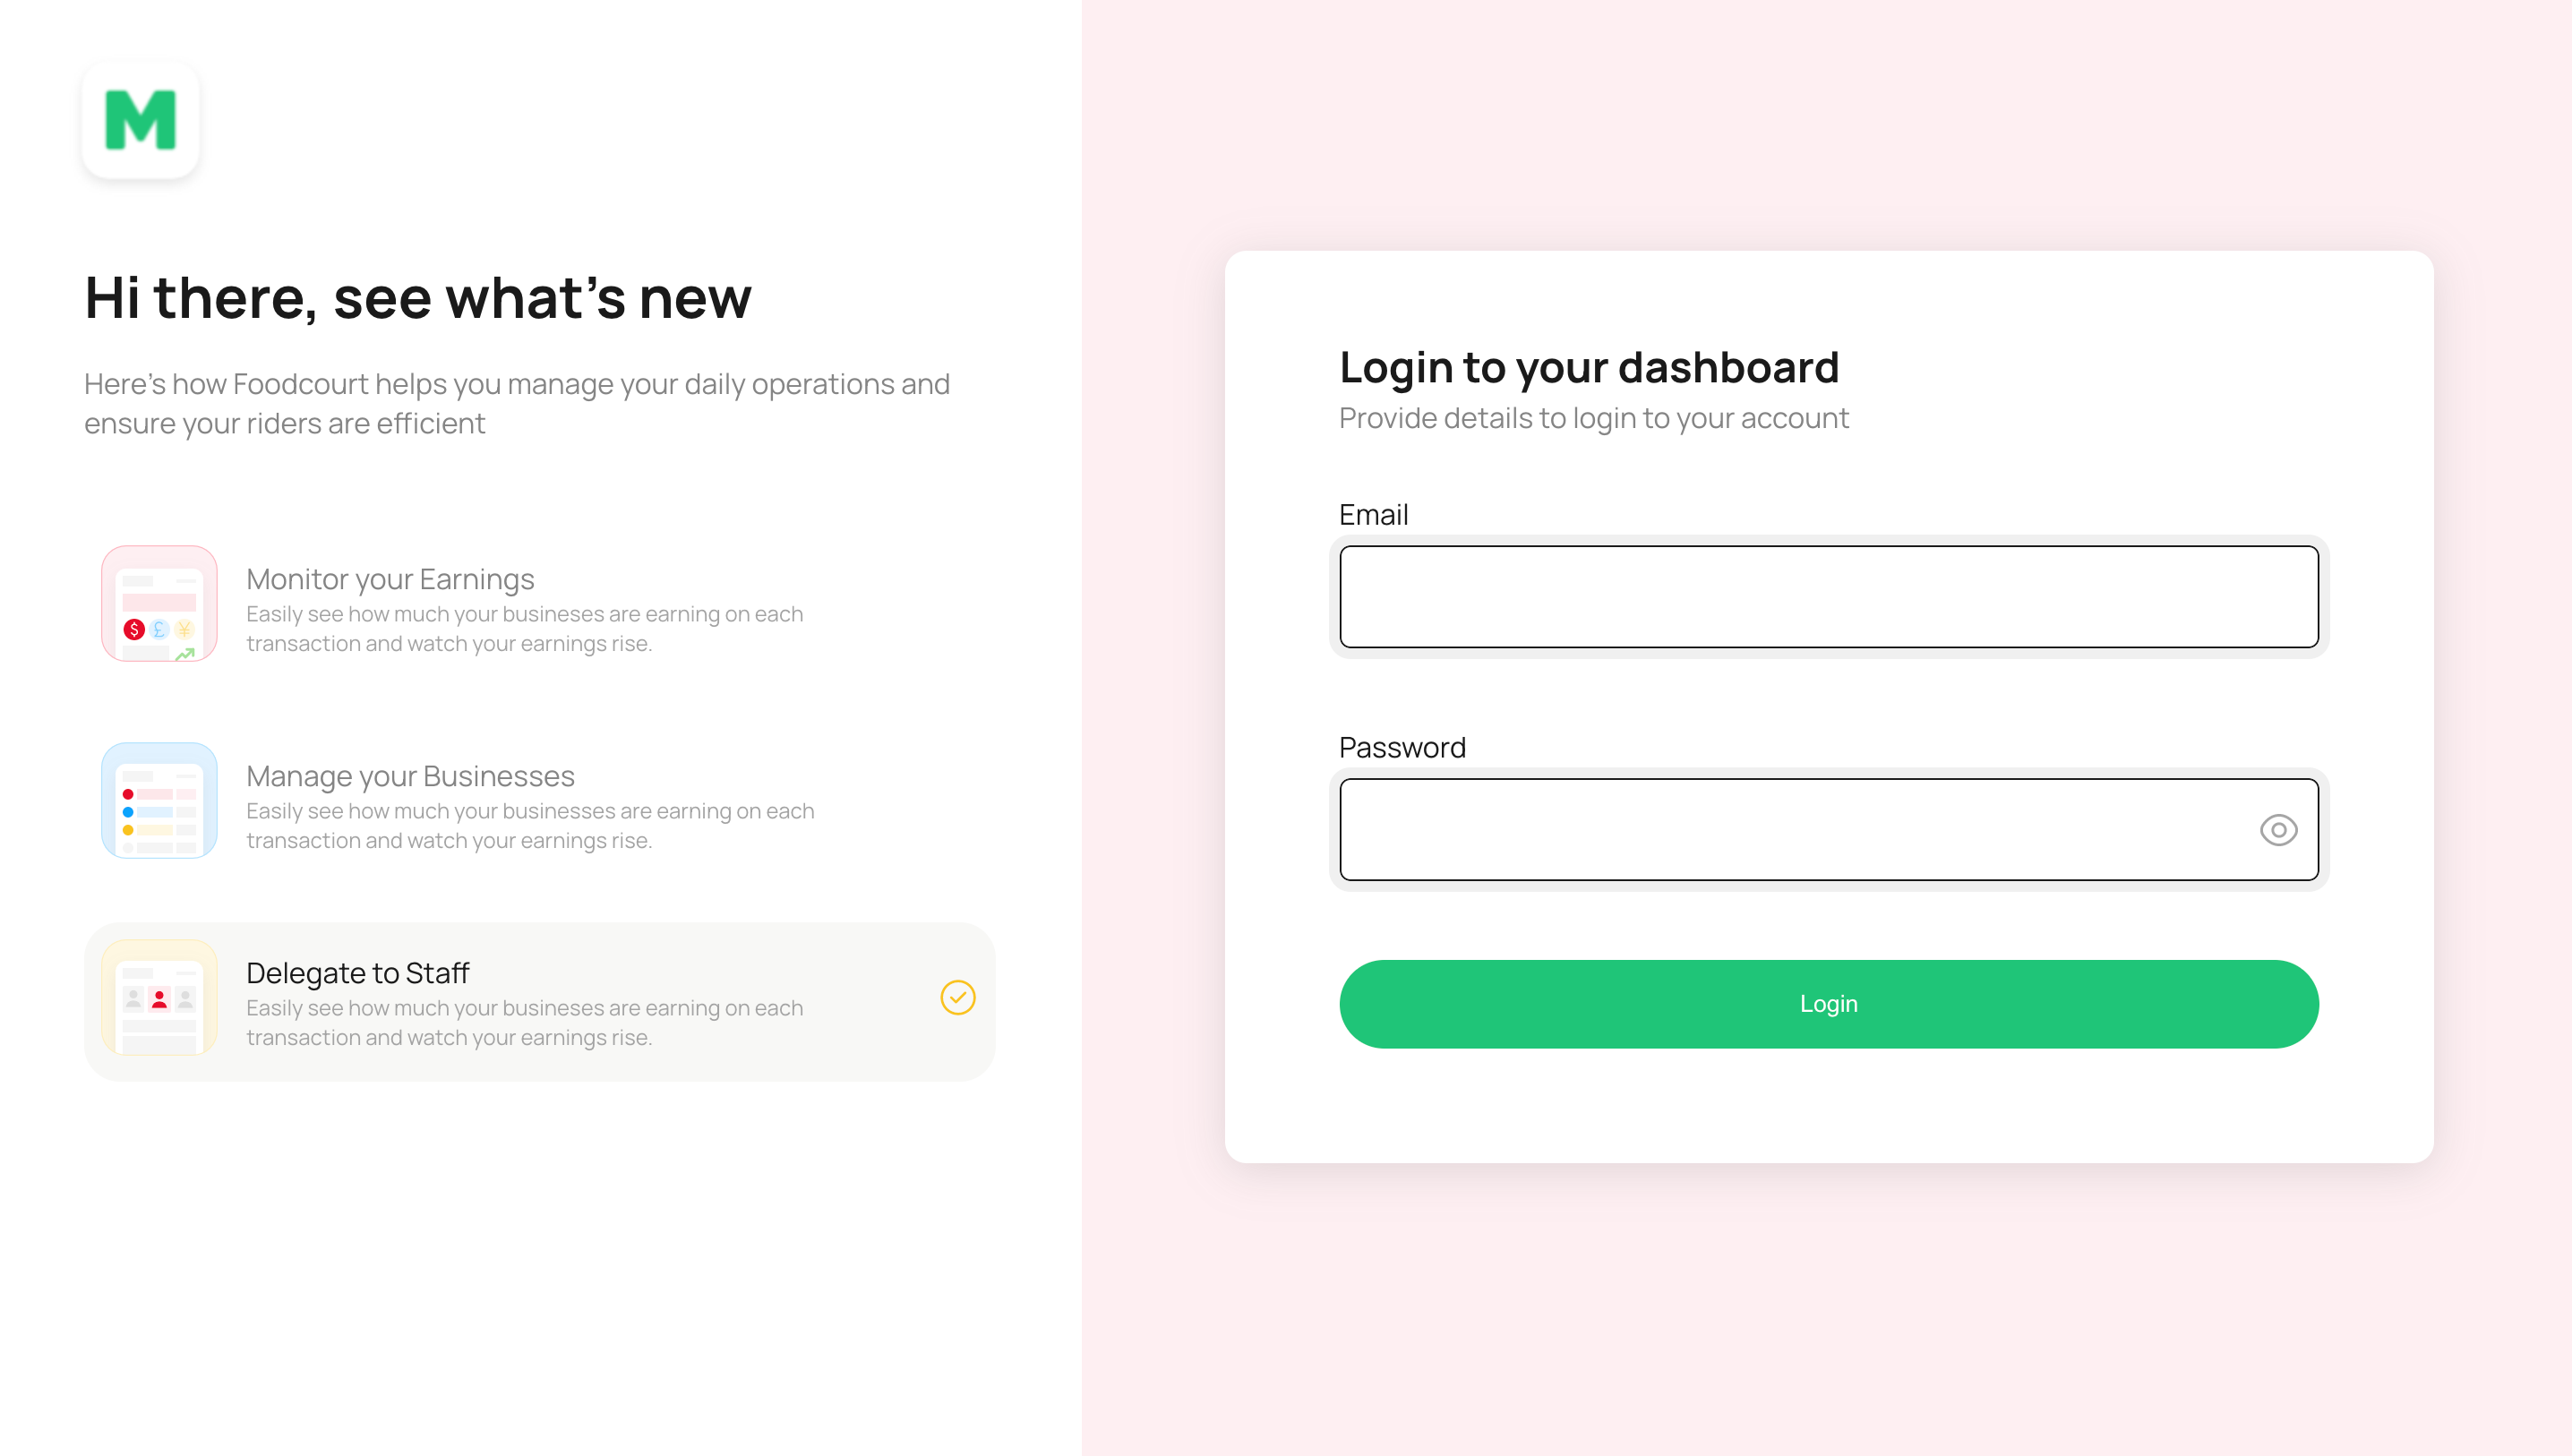 M
Hi there, see what's new
Here's how Foodcourt helps you manage your daily operations and
ensure your riders are efficient
Monitor your Earnings
Easily see how much your busineses are earning on each
transaction and watch your earnings rise.
$ £ ¥
Manage your Businesses
Easily see how much your businesses are earning on each
transaction and watch your earnings rise.
Delegate to Staff
Easily see how much your busineses are earning on each
transaction and watch your earnings rise.
Login to your dashboard
Provide details to login to your account
Email
Password
Login